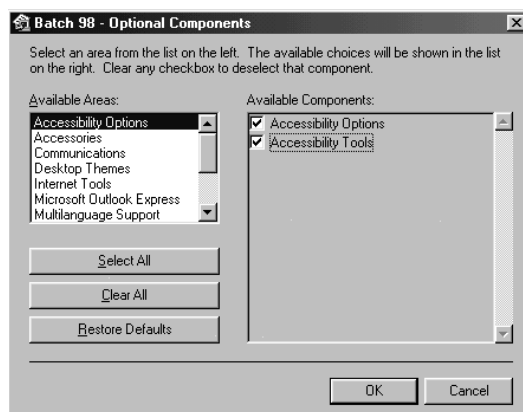 Batch 98 - Optional Components
Select an area from the list on the left. The available choices will be shown in the list
on the right. Clear any checkbox to deselect that component.
Available Areas:
Accessibility Options
Accessories
Communications
Desktop Themes
Internet Tools
Microsoft Outlook Express
Multilanguage Support
Select All
Clear All
Restore Defaults
Available Components:
Accessibility Options
Accessibility Tools
OK
Cancel